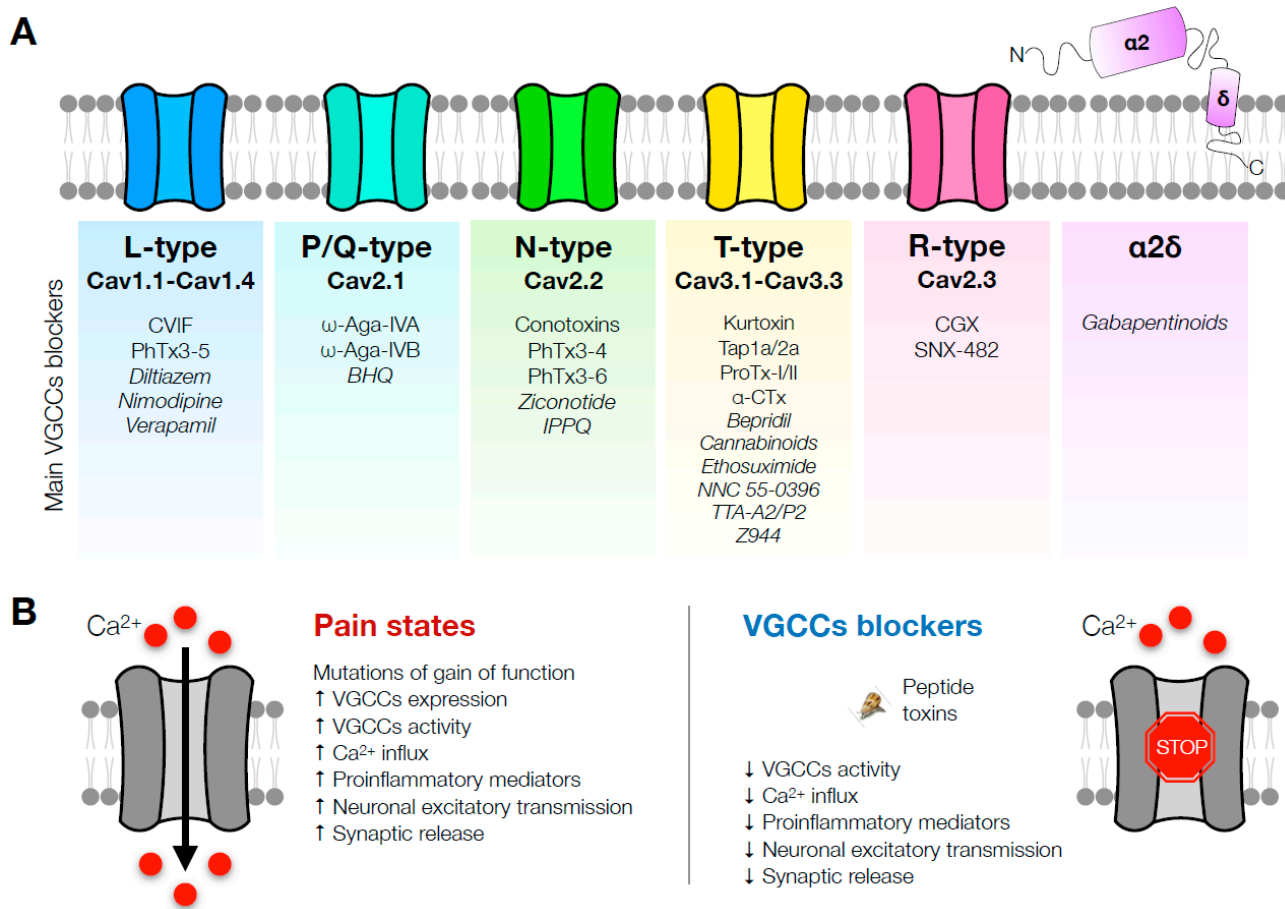 A
N
α2
δ
C
Main VGCCs blockers
L-type
Cav1.1-Cav1.4
CVIF
PhTx3-5
Diltiazem
Nimodipine
Verapamil
P/Q-type
Cav2.1
ω-Aga-IVA
ω-Aga-IVB
BHQ
N-type
Cav2.2
Conotoxins
PhTx3-4
PhTx3-6
Ziconotide
IPPQ
T-type
Cav3.1-Cav3.3
Kurtoxin
Tap1a/2a
ProTx-I/II
α-CTx
Bepridil
Cannabinoids
Ethosuximide
NNC 55-0396
TTA-A2/P2
Z944
R-type
Cav2.3
CGX
SNX-482
α2δ
Gabapentinoids
B
Ca²⁺
Pain states
Mutations of gain of function
↑ VGCCs expression
↑ VGCCs activity
↑ Ca²⁺ influx
↑ Proinflammatory mediators
↑ Neuronal excitatory transmission
↑ Synaptic release
VGCCs blockers
Peptide
toxins
↓ VGCCs activity
↓ Ca²⁺ influx
↓ Proinflammatory mediators
↓ Neuronal excitatory transmission
↓ Synaptic release
Ca²⁺
STOP